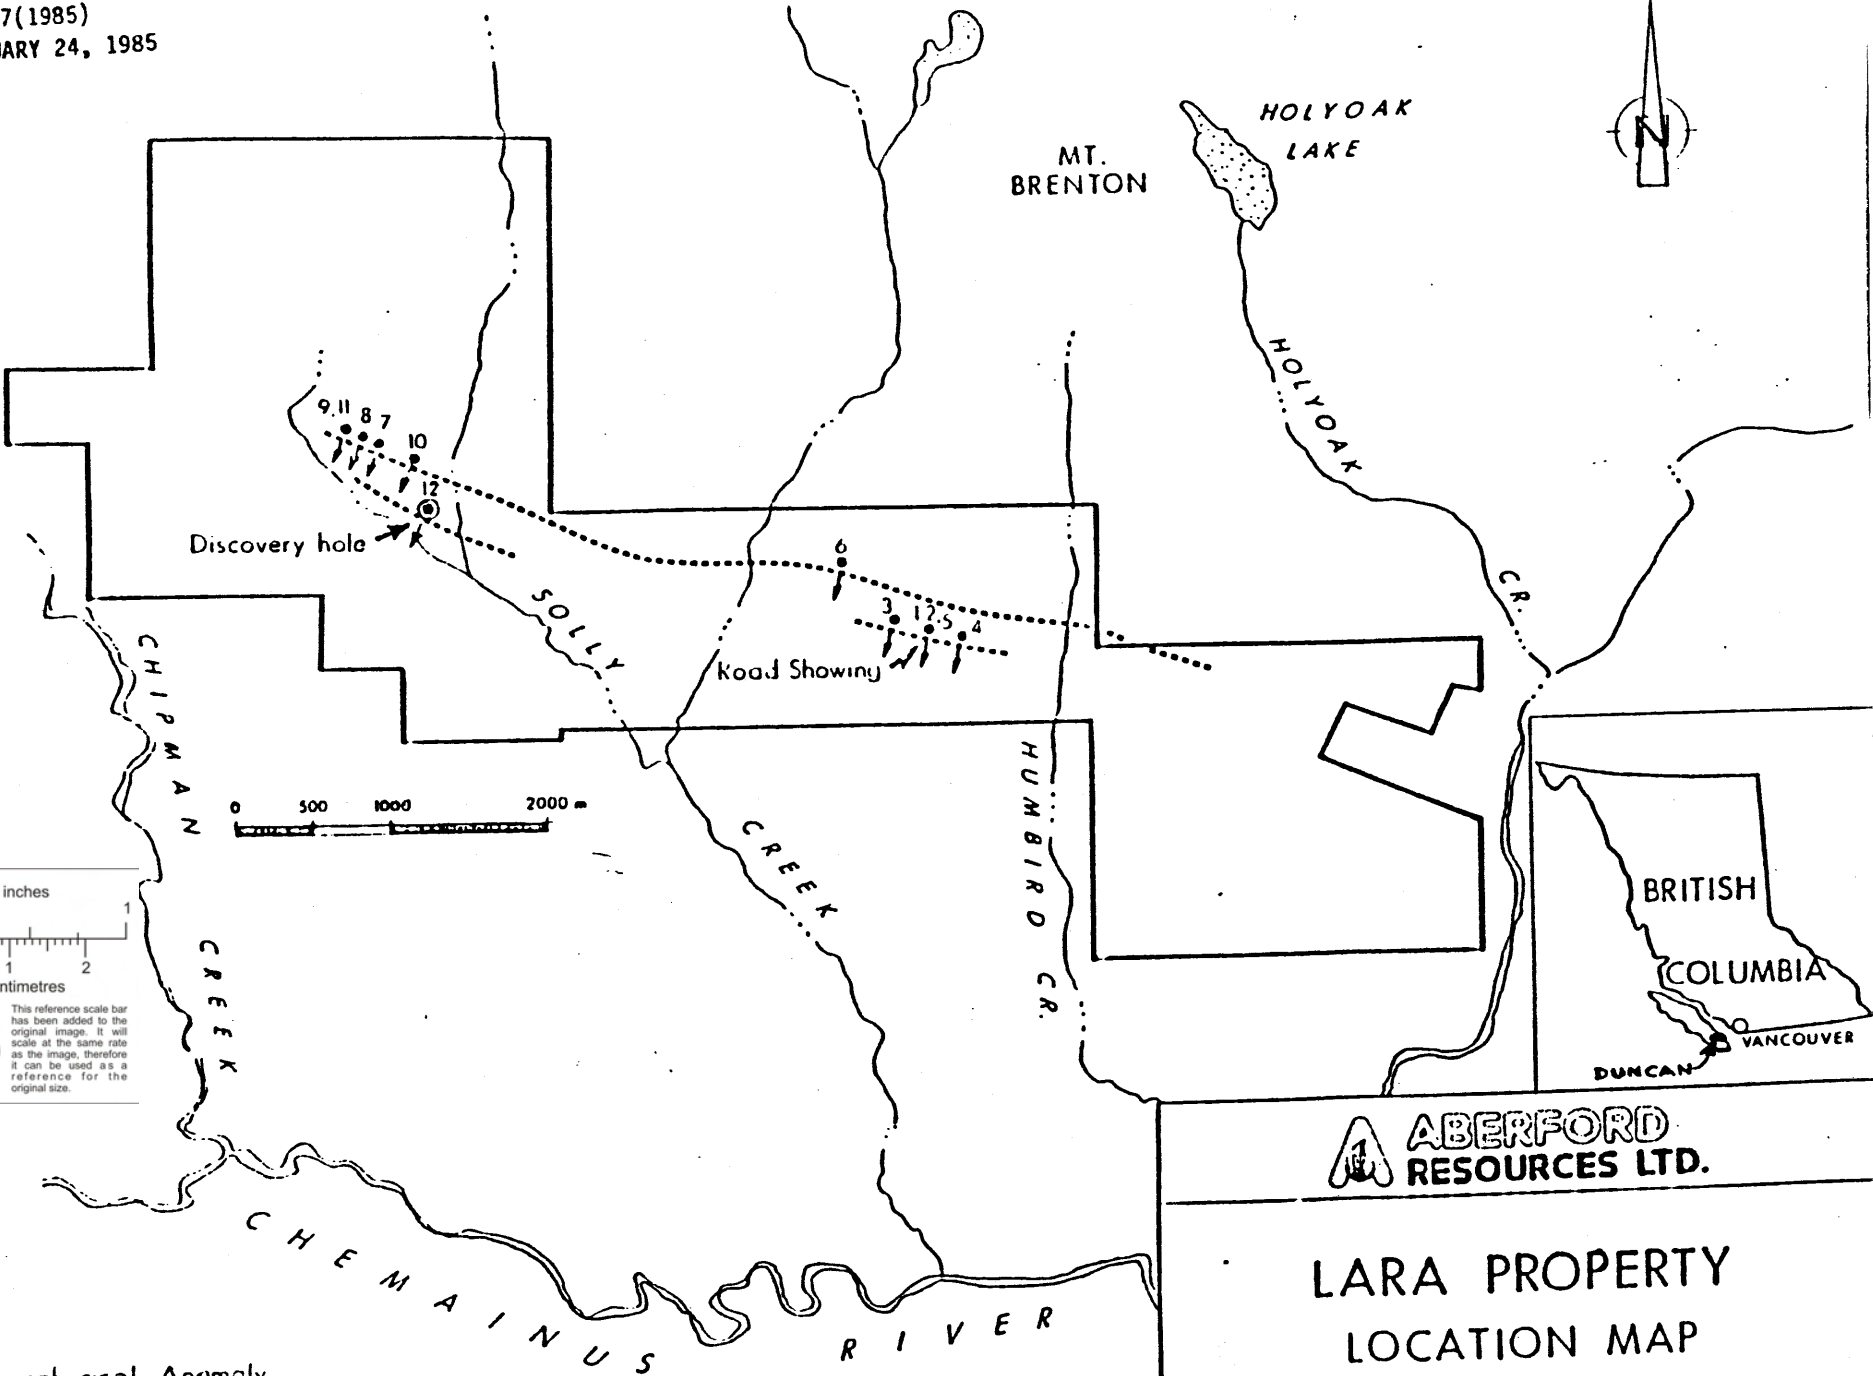 7(1985)
ARY 24, 1985
HOLYOAK
LAKE
N
MT.
BRENTON
HOLYOAK CR.
9,11 8 7
10
12
Discovery hole
6
3 1 2,5 4
Road Showing
SOLLY CREEK
CHIPMAN CREEK
HUMBIRD CR.
0 500 1000 2000 m
inches
1
1 2
ntimetres
This reference scale bar
has been added to the
original image. It will
scale at the same rate
as the image, therefore
it can be used as a
reference for the
original size.
BRITISH
COLUMBIA
VANCOUVER
DUNCAN
ABERFORD
RESOURCES LTD.
CHEMAINUS RIVER
LARA PROPERTY
LOCATION MAP
Anomaly